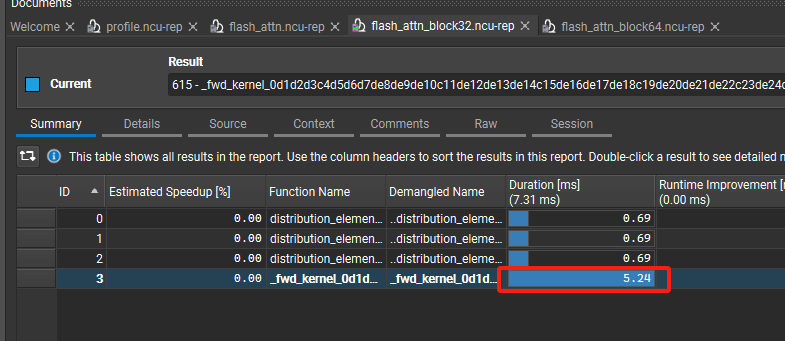 Documents
Welcome × profile.ncu-rep × flash_attn.ncu-rep × flash_attn_block32.ncu-rep × flash_attn_block64.ncu-rep ×
Result
Current 615 - _fwd_kernel_0d1d2d3c4d5d6d7de8de9de10c11de12de13de14c15de16de17de18c19de20de21de22c23de24d
Summary Details Source Context Comments Raw Session
This table shows all results in the report. Use the column headers to sort the results in this report. Double-click a result to see detailed m
ID Estimated Speedup [%] Function Name Demangled Name Duration [ms] Runtime Improvement [m
(7.31 ms) (0.00 ms)
0 0.00 distribution_elemen... ..distribution_eleme... 0.69
1 0.00 distribution_elemen... ..distribution_eleme... 0.69
2 0.00 distribution_elemen... ..distribution_eleme... 0.69
3 0.00 _fwd_kernel_0d1d... _fwd_kernel_0d1d... 5.24